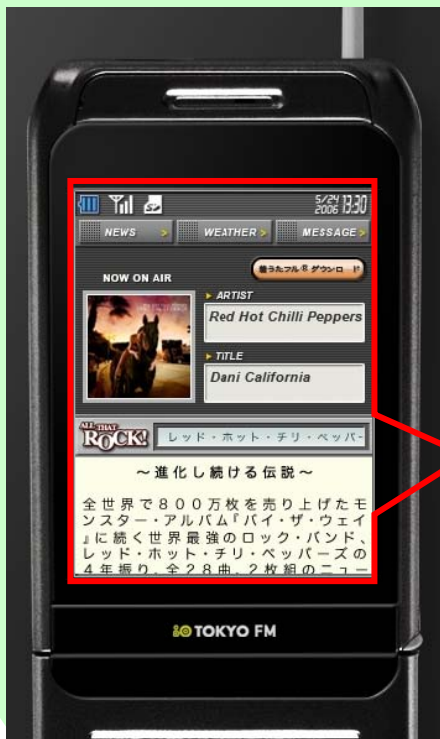 5/24
2006 13:30
NEWS >
WEATHER >
MESSAGE >
着うたフル® ダウンロード
NOW ON AIR
ARTIST
Red Hot Chilli Peppers
TITLE
Dani California
ALL THAT
ROCK!
レッド・ホット・チリ・ペッパー
～進化し続ける伝説～
全世界で800万枚を売り上げたモ
ンスター・アルバム『バイ・ザ・ウェイ
』に続く世界最強のロック・バンド、
レッド・ホット・チリ・ペッパーズの
4年振り、全28曲、2枚組のニュー
TOKYO FM